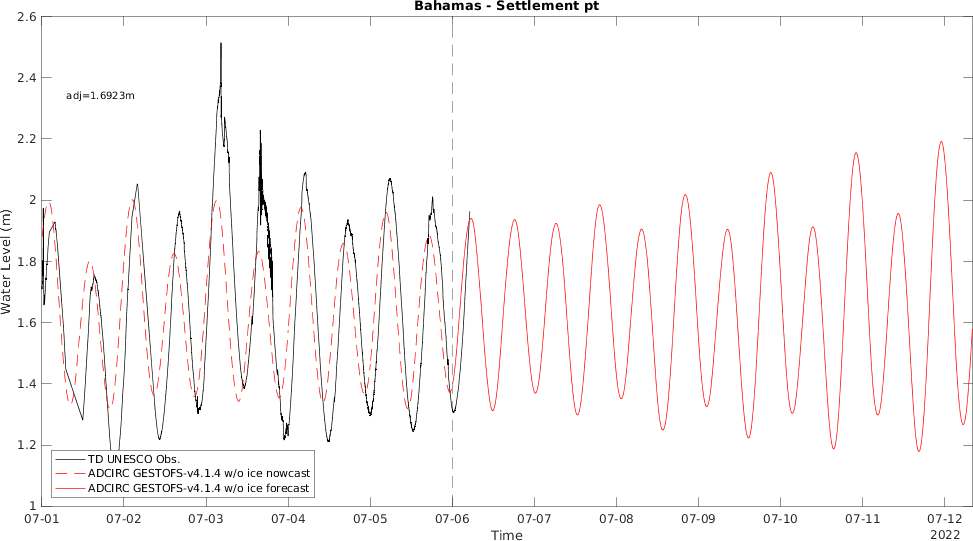 Bahamas - Settlement pt
2.6
2.4
adj=1.6923m
2.2
2
1.8
1.6
1.4
1.2
1
Water Level (m)
TD UNESCO Obs.
ADCIRC GESTOFS-v4.1.4 w/o ice nowcast
ADCIRC GESTOFS-v4.1.4 w/o ice forecast
07-01 07-02 07-03 07-04 07-05 07-06 07-07 07-08 07-09 07-10 07-11 07-12
Time
2022